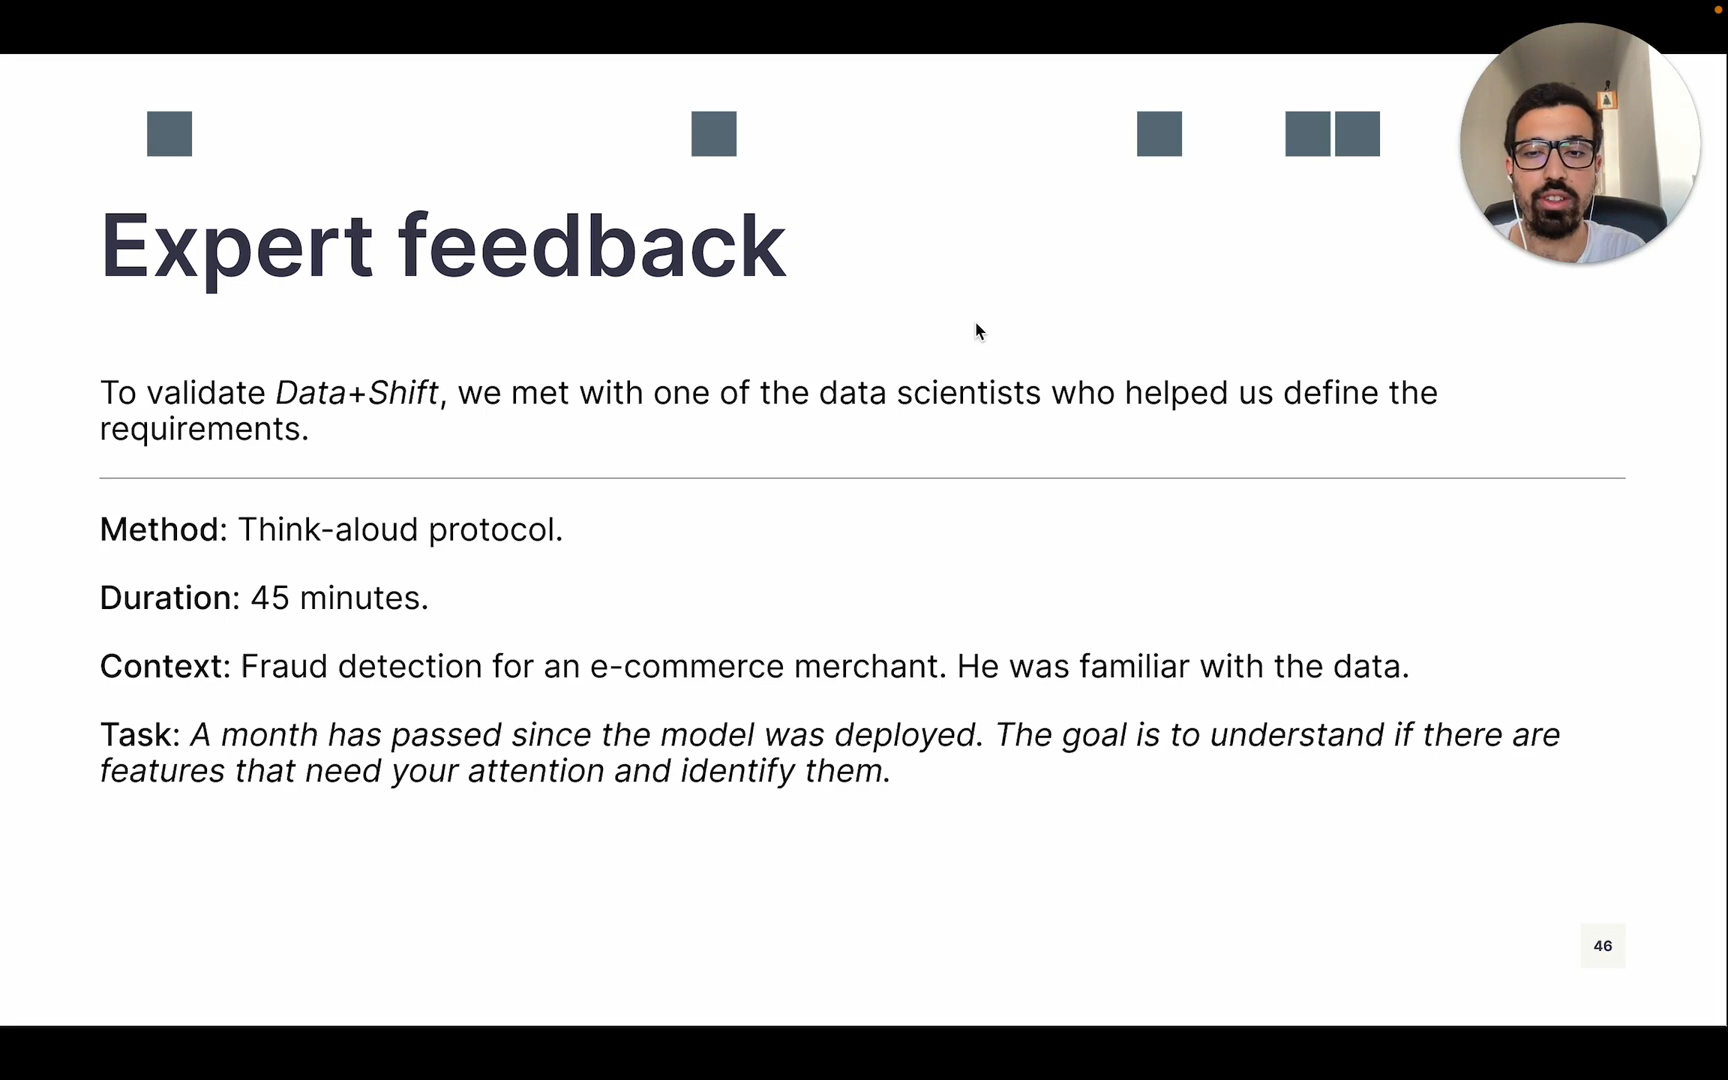 Expert feedback
To validate Data+Shift, we met with one of the data scientists who helped us define the
requirements.
Method: Think-aloud protocol.
Duration: 45 minutes.
Context: Fraud detection for an e-commerce merchant. He was familiar with the data.
Task: A month has passed since the model was deployed. The goal is to understand if there are
features that need your attention and identify them.
46